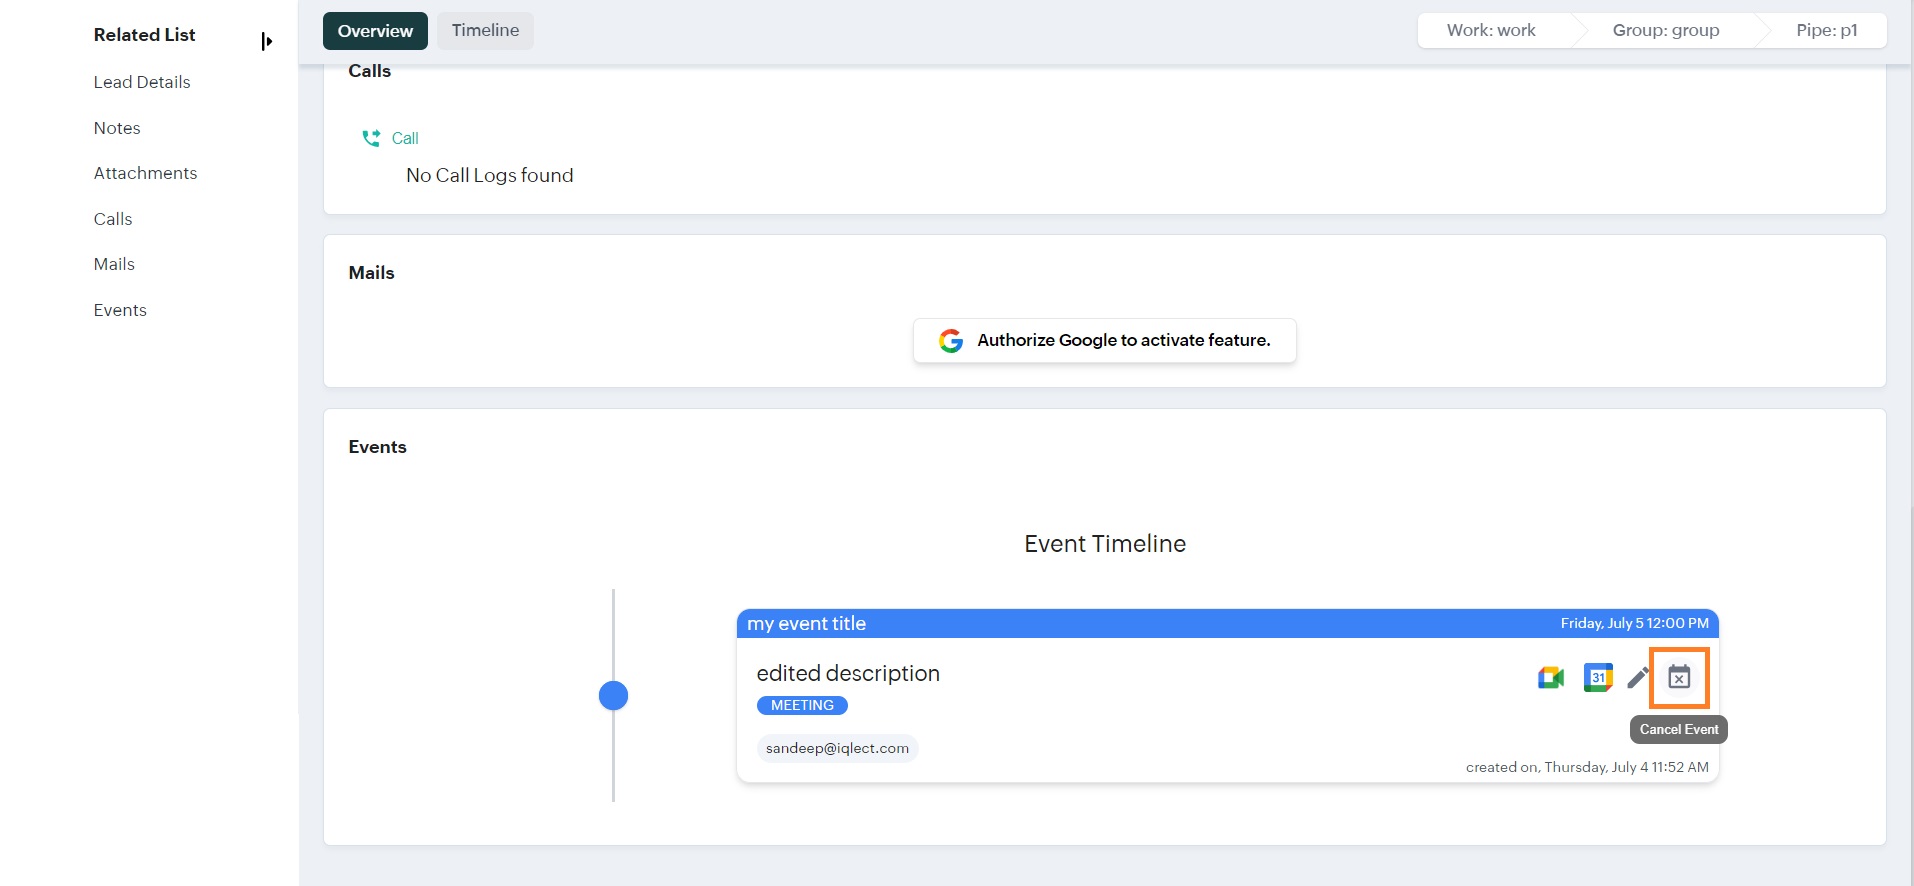 Related List
Lead Details
Notes
Attachments
Calls
Mails
Events
Overview
Timeline
Work: work
Group: group
Pipe: p1
Calls
Call
No Call Logs found
Mails
Authorize Google to activate feature.
Events
Event Timeline
my event title
Friday, July 5 12:00 PM
edited description
31
MEETING
Cancel Event
sandeep@iqlect.com
created on, Thursday, July 4 11:52 AM